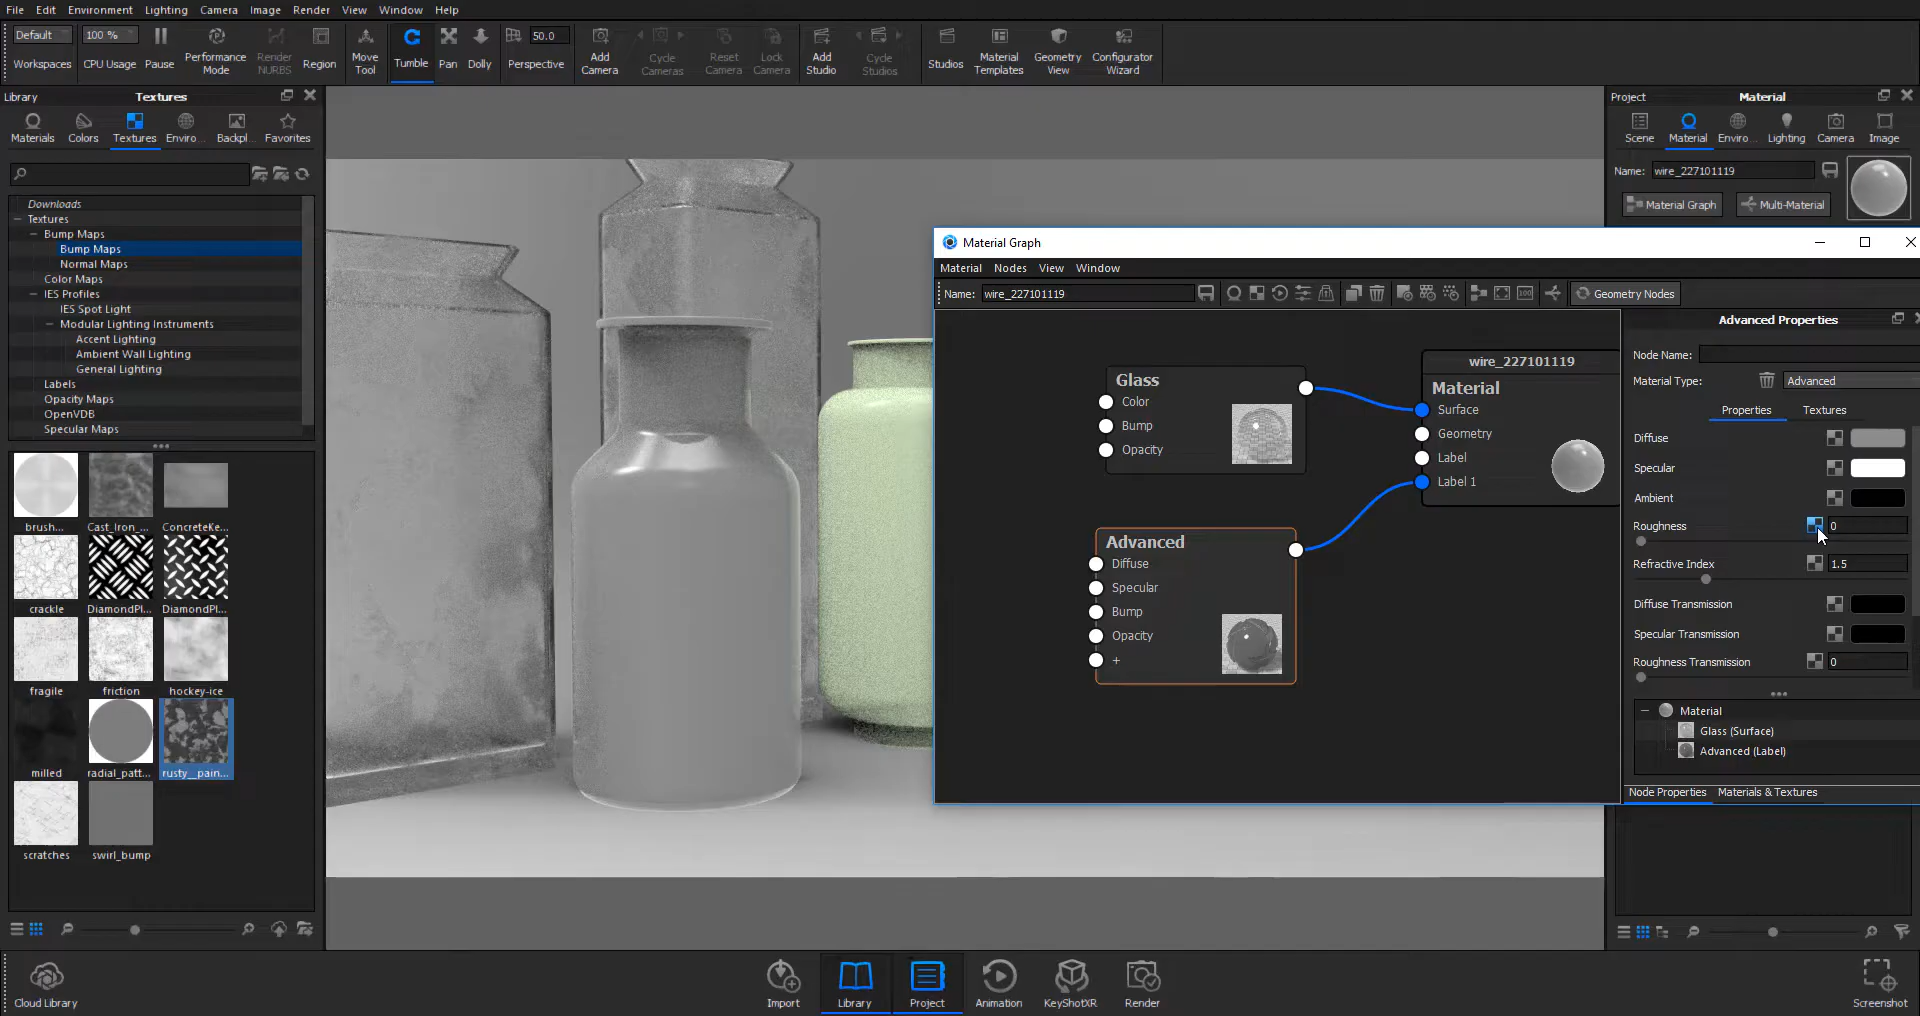 File Edit Environment Lighting Camera Image Render View Window Help
Default 100 % 50.0
Workspaces CPU Usage Pause Performance Mode Render NURBS Region Move Tool Tumble Pan Dolly Perspective Add Camera Cycle Cameras Reset Camera Lock Camera Add Studio Cycle Studios Studios Material Templates Geometry View Configurator Wizard
Library Textures
Materials Colors Textures Enviro... Backpl... Favorites
Downloads
Textures
Bump Maps
Bump Maps
Normal Maps
Color Maps
IES Profiles
IES Spot Light
Modular Lighting Instruments
Accent Lighting
Ambient Wall Lighting
General Lighting
Labels
Opacity Maps
OpenVDB
Specular Maps
brush... Cast_Iron_... ConcreteKe...
crackle DiamondPl... DiamondPl...
fragile friction hockey-ice
milled radial_patt... rusty__pain...
scratches swirl_bump
Project Material
Scene Material Enviro... Lighting Camera Image
Name: wire_227101119
Material Graph Multi-Material
Material Graph
Material Nodes View Window
Name: wire_227101119 100 Geometry Nodes
Glass
Color
Bump
Opacity
wire_227101119
Material
Surface
Geometry
Label
Label 1
Advanced
Diffuse
Specular
Bump
Opacity
+
Advanced Properties
Node Name:
Material Type: Advanced
Properties Textures
Diffuse
Specular
Ambient
Roughness 0
Refractive Index 1.5
Diffuse Transmission
Specular Transmission
Roughness Transmission 0
Material
Glass (Surface)
Advanced (Label)
Node Properties Materials & Textures
Cloud Library Import Library Project Animation KeyShotXR Render Screenshot